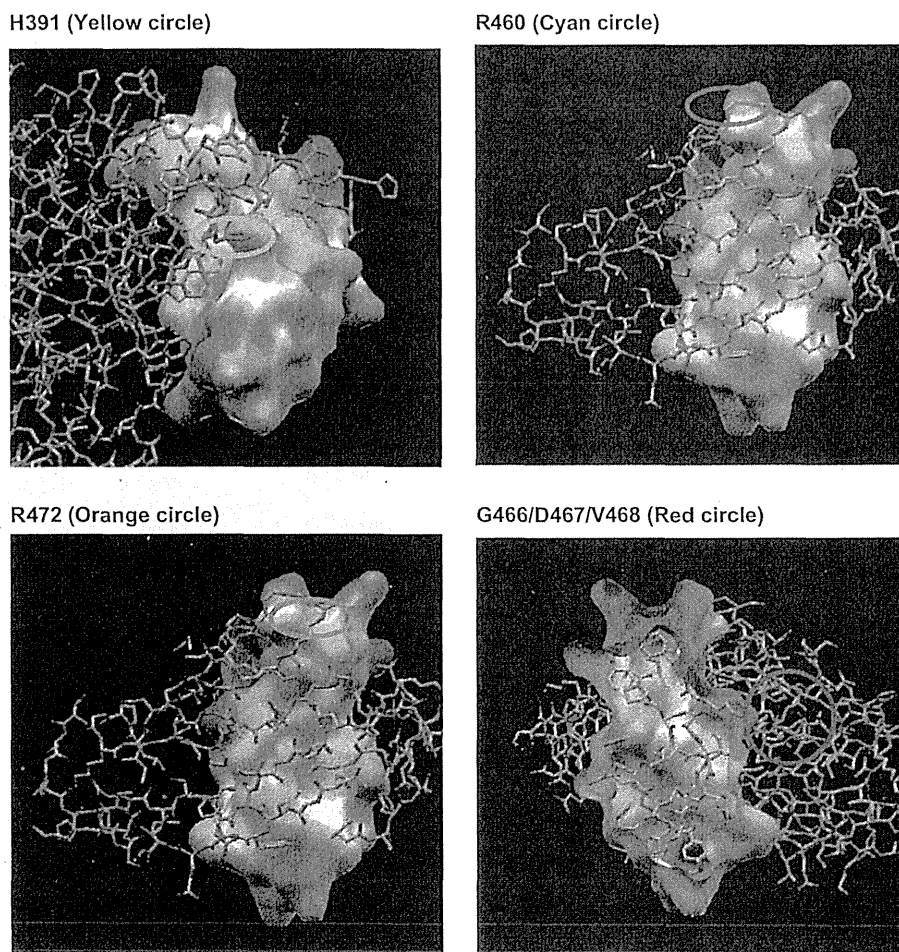 H391 (Yellow circle)
R460 (Cyan circle)
R472 (Orange circle)
G466/D467/V468 (Red circle)